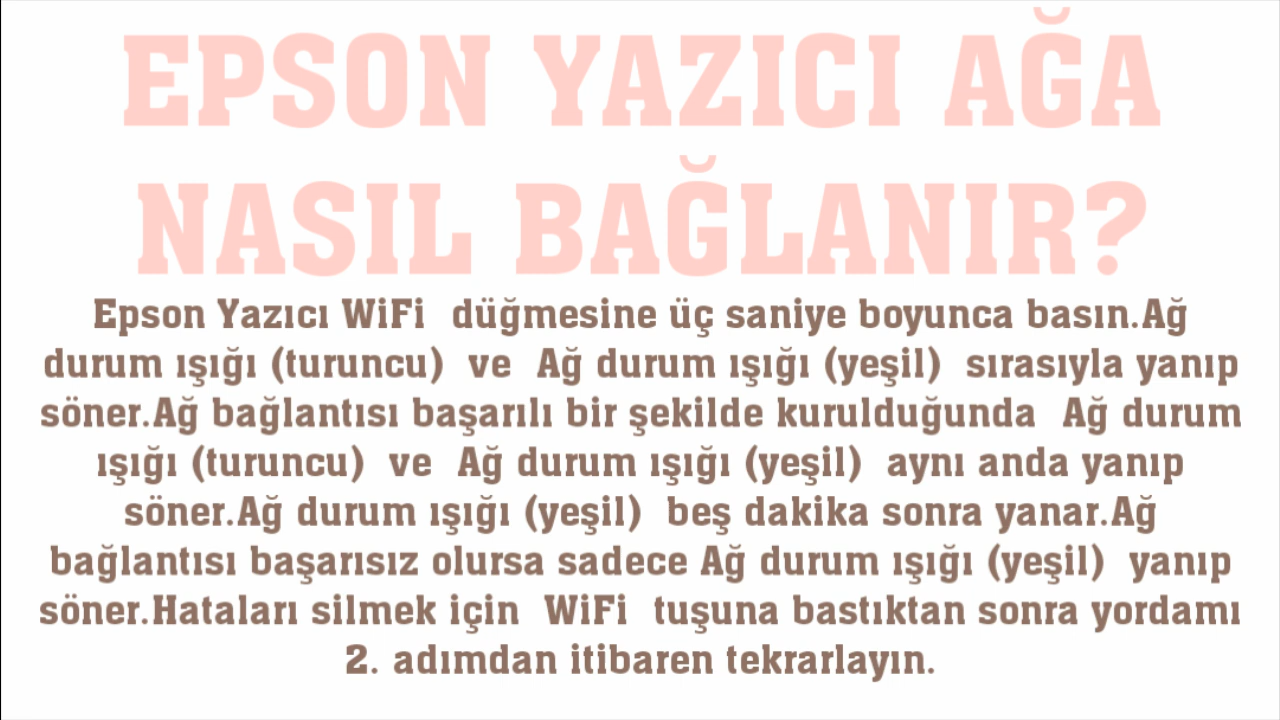 EPSON YAZICI AĞA
NASIL BAĞLANIR?
Epson Yazıcı WiFi düğmesine üç saniye boyunca basın.Ağ
durum ışığı (turuncu) ve Ağ durum ışığı (yeşil) sırasıyla yanıp
söner.Ağ bağlantısı başarılı bir şekilde kurulduğunda Ağ durum
ışığı (turuncu) ve Ağ durum ışığı (yeşil) aynı anda yanıp
söner.Ağ durum ışığı (yeşil) beş dakika sonra yanar.Ağ
bağlantısı başarısız olursa sadece Ağ durum ışığı (yeşil) yanıp
söner.Hataları silmek için WiFi tuşuna bastıktan sonra yordamı
2. adımdan itibaren tekrarlayın.